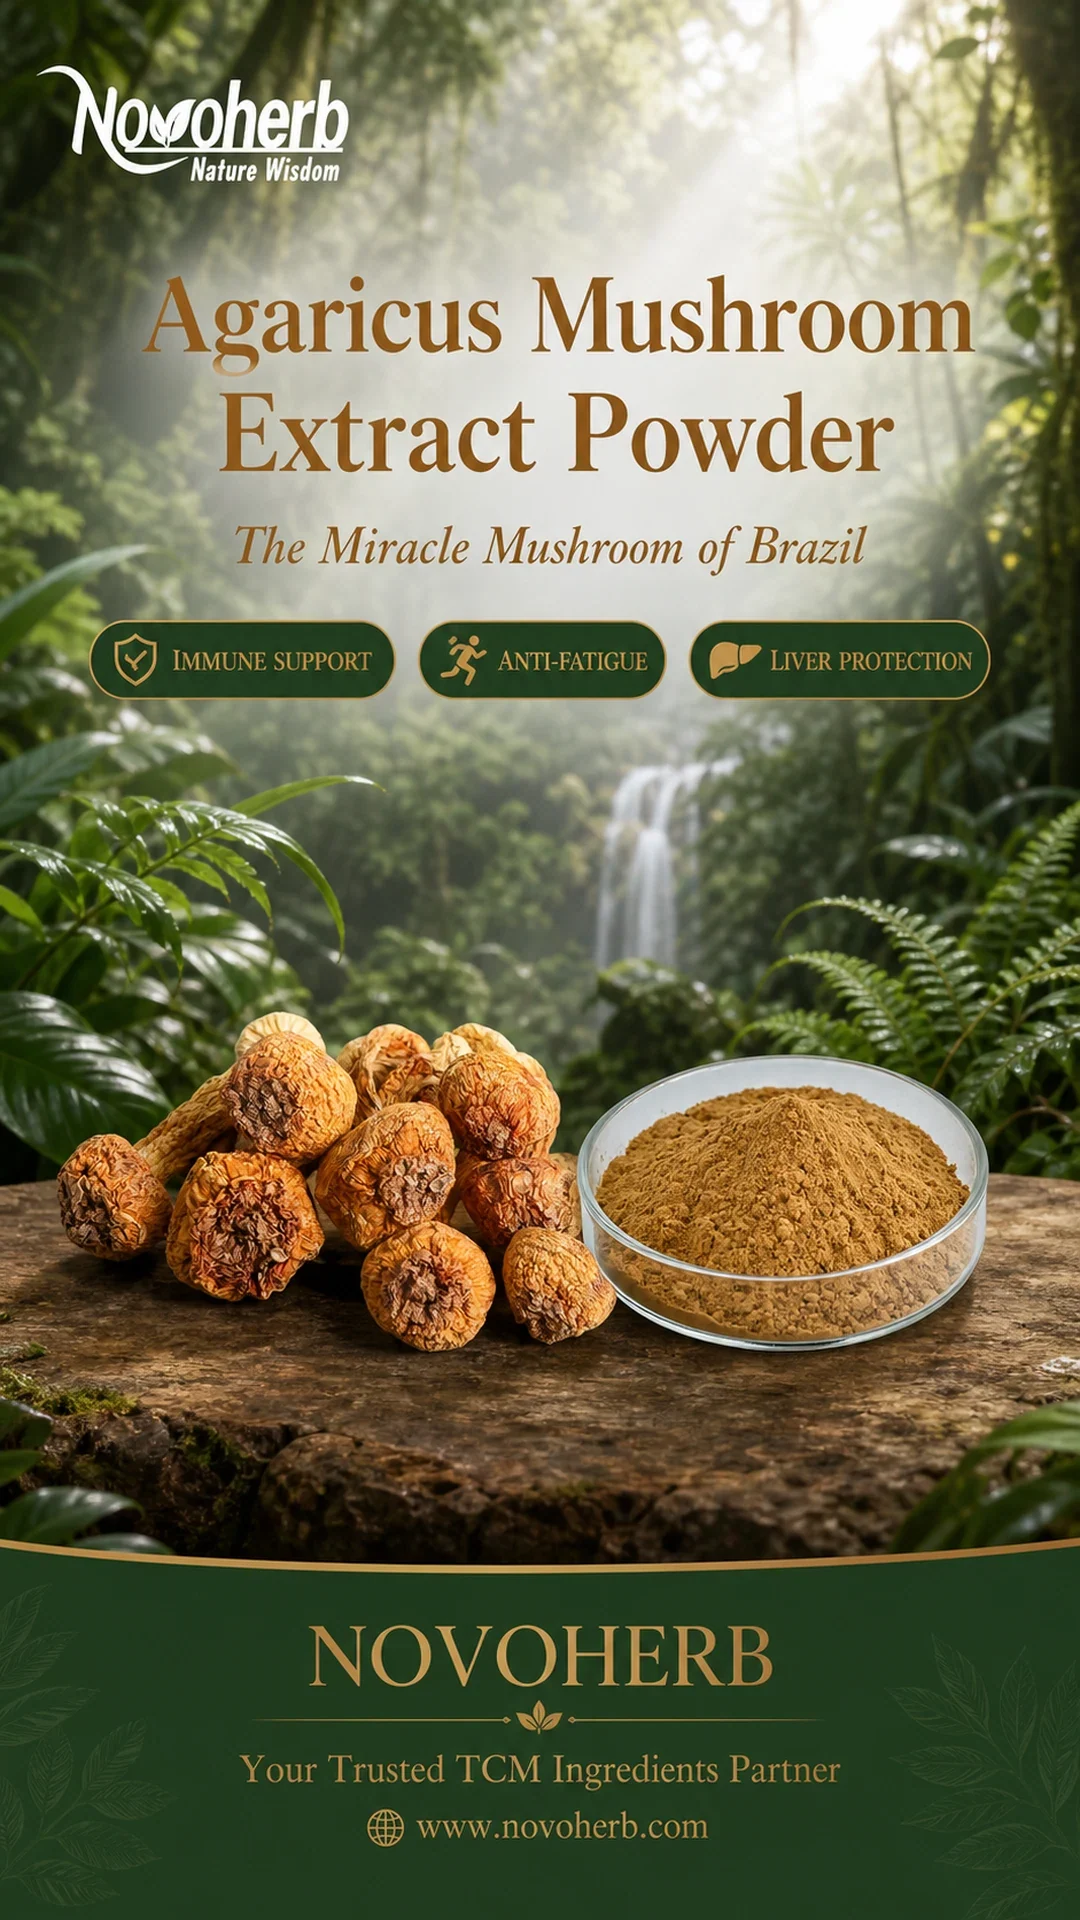 Novoherb
Nature Wisdom
Agaricus Mushroom
Extract Powder
The Miracle Mushroom of Brazil
IMMUNE SUPPORT
ANTI-FATIGUE
LIVER PROTECTION
NOVOHERB
Your Trusted TCM Ingredients Partner
www.novoherb.com